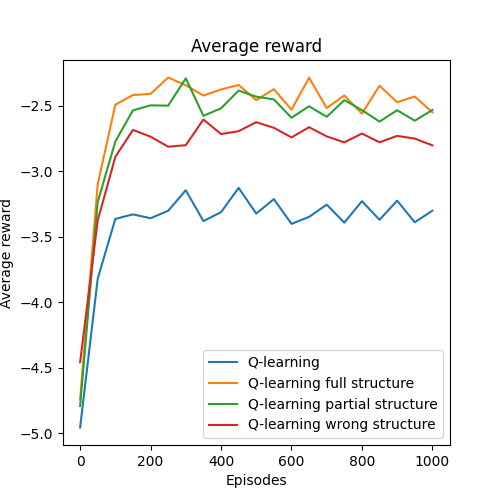 Average reward
Average reward
−2.5
−3.0
−3.5
−4.0
−4.5
−5.0
0 200 400 600 800 1000
Episodes
Q-learning
Q-learning full structure
Q-learning partial structure
Q-learning wrong structure